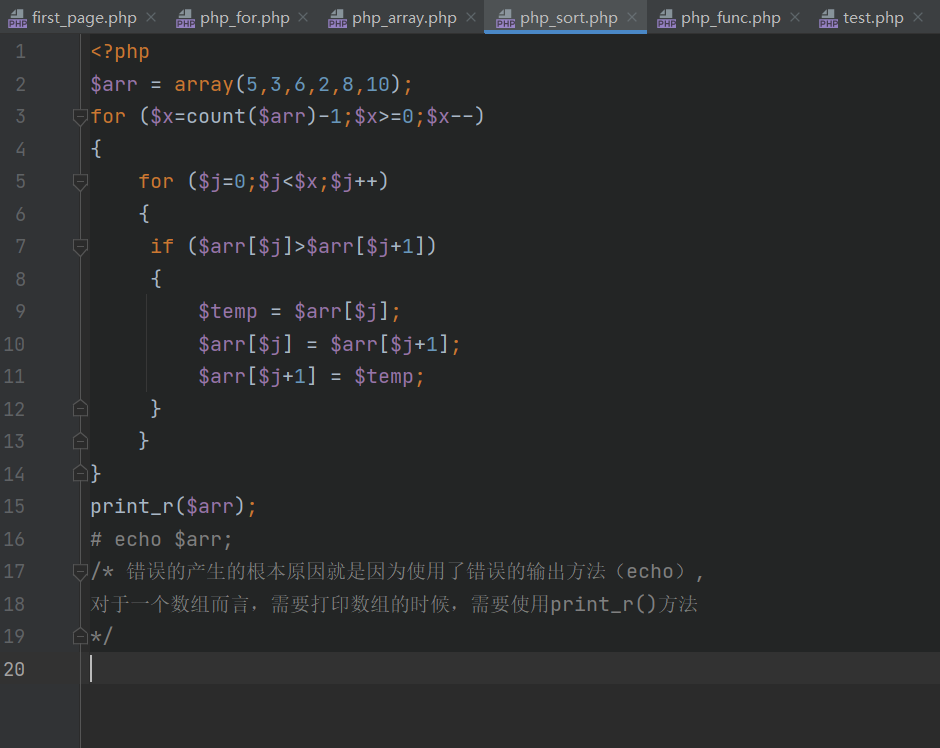 first_page.php php_for.php php_array.php php_sort.php php_func.php test.php
1 <?php
2 $arr = array(5,3,6,2,8,10);
3 for ($x=count($arr)-1;$x>=0;$x--)
4 {
5     for ($j=0;$j<$x;$j++)
6     {
7      if ($arr[$j]>$arr[$j+1])
8      {
9          $temp = $arr[$j];
10          $arr[$j] = $arr[$j+1];
11          $arr[$j+1] = $temp;
12      }
13     }
14 }
15 print_r($arr);
16 # echo $arr;
17 /* 错误的产生的根本原因就是因为使用了错误的输出方法（echo）,
18 对于一个数组而言，需要打印数组的时候，需要使用print_r()方法
19 */
20